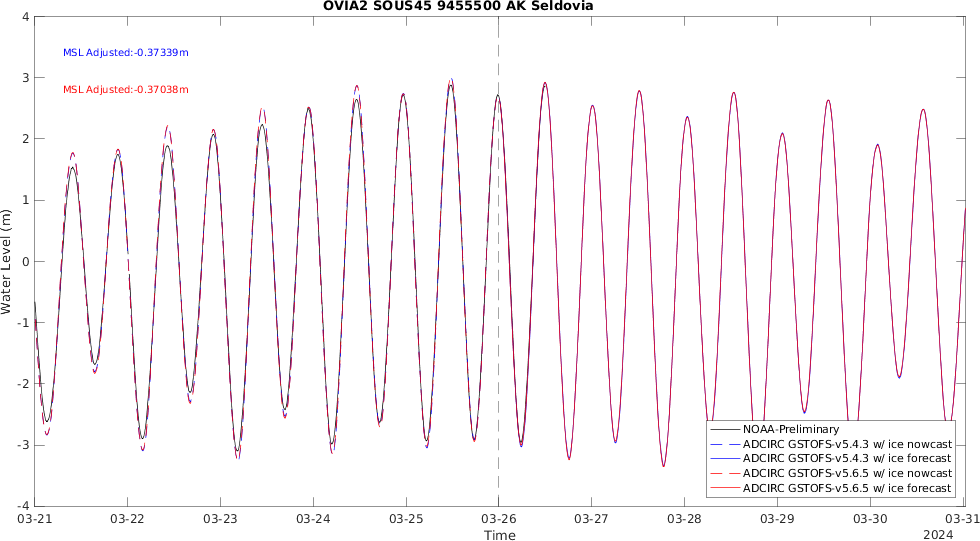 OVIA2 SOUS45 9455500 AK Seldovia
MSL Adjusted:-0.37339m
MSL Adjusted:-0.37038m
Water Level (m)
4
3
2
1
0
-1
-2
-3
-4
NOAA-Preliminary
ADCIRC GSTOFS-v5.4.3 w/ ice nowcast
ADCIRC GSTOFS-v5.4.3 w/ ice forecast
ADCIRC GSTOFS-v5.6.5 w/ ice nowcast
ADCIRC GSTOFS-v5.6.5 w/ ice forecast
03-21 03-22 03-23 03-24 03-25 03-26 03-27 03-28 03-29 03-30 03-31
Time
2024